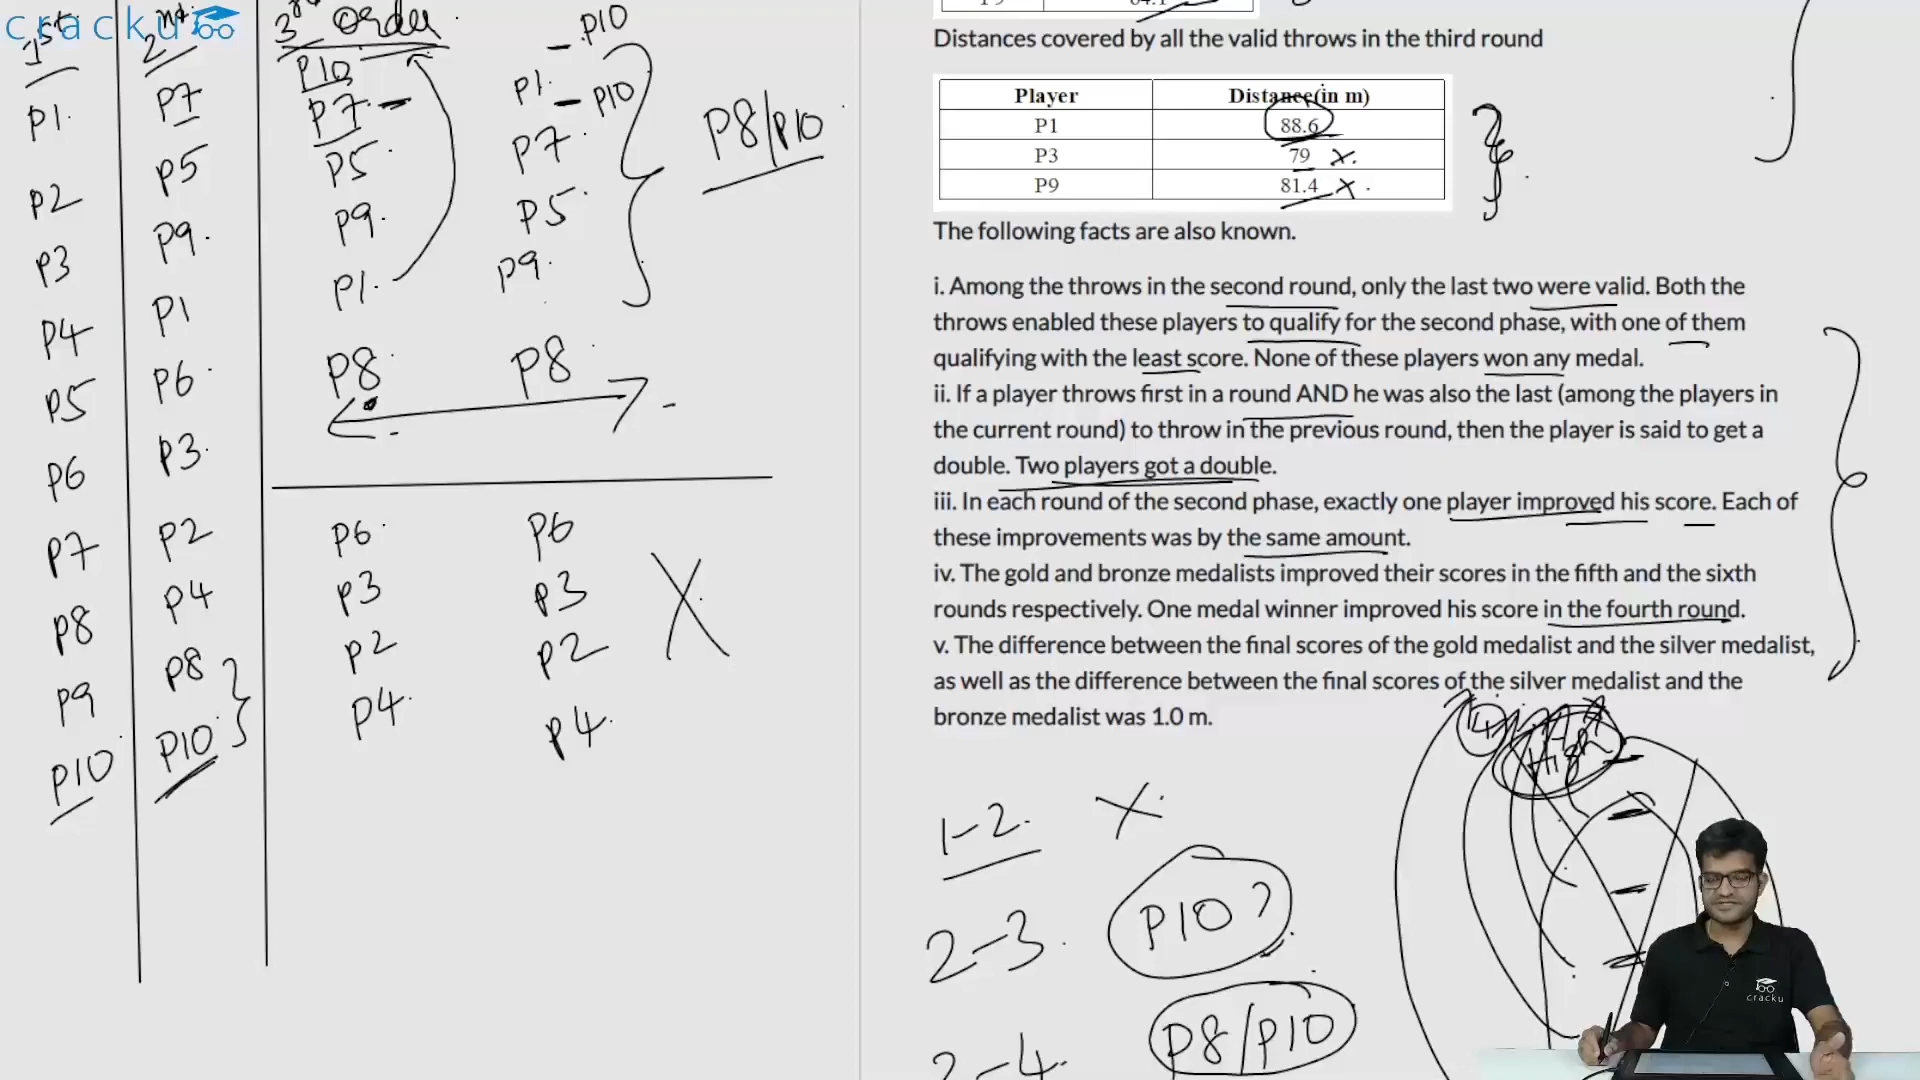 cracku
1st
P1
P2
P3
P4
P5
P6
P7
P8
P9
P10
P7
P5
P9
P1
P6
P3
P2
P4
P8
P10
3rd order
P10
P7
P5
P9
P1
P8
P6
P3
P2
P4
P10
P1
P10
P7
P5
P9
P8
P6
P3
P2
P4
P8/P10
Distances covered by all the valid throws in the third round
Player Distance(in m)
P1 88.6
P3 79 X
P9 81.4 X
The following facts are also known.
i. Among the throws in the second round, only the last two were valid. Both the
throws enabled these players to qualify for the second phase, with one of them
qualifying with the least score. None of these players won any medal.
ii. If a player throws first in a round AND he was also the last (among the players in
the current round) to throw in the previous round, then the player is said to get a
double. Two players got a double.
iii. In each round of the second phase, exactly one player improved his score. Each of
these improvements was by the same amount.
iv. The gold and bronze medalists improved their scores in the fifth and the sixth
rounds respectively. One medal winner improved his score in the fourth round.
v. The difference between the final scores of the gold medalist and the silver medalist,
as well as the difference between the final scores of the silver medalist and the
bronze medalist was 1.0 m.
1-2. X
2-3. P10?
P8/P10
cracku